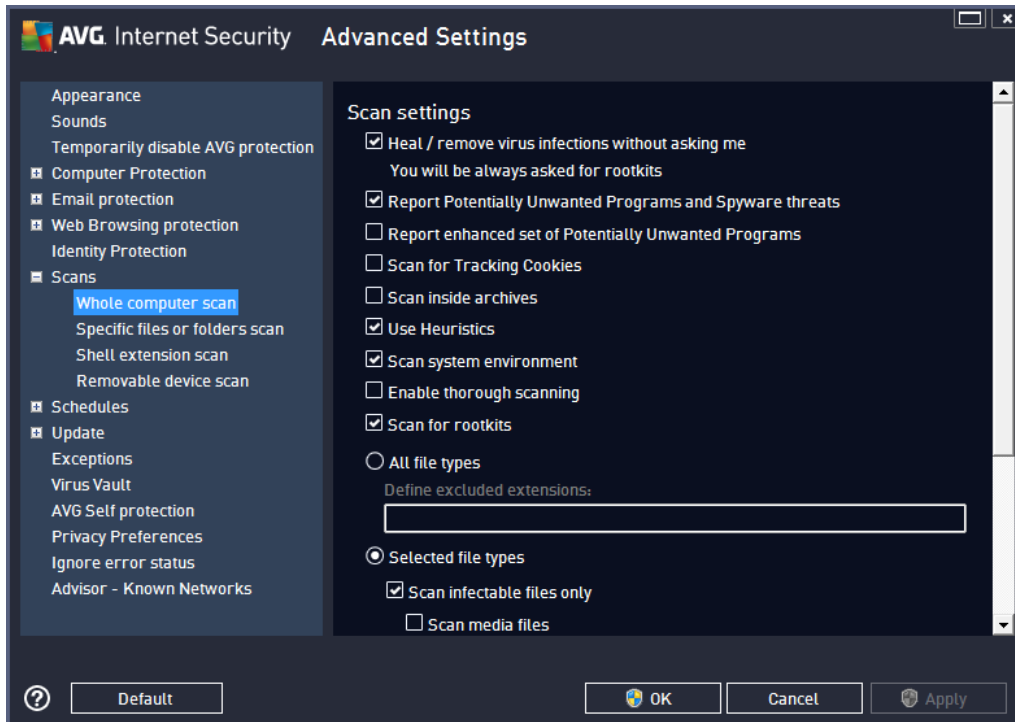 AVG. Internet Security Advanced Settings
Appearance
Sounds
Temporarily disable AVG protection
Computer Protection
Email protection
Web Browsing protection
Identity Protection
Scans
Whole computer scan
Specific files or folders scan
Shell extension scan
Removable device scan
Schedules
Update
Exceptions
Virus Vault
AVG Self protection
Privacy Preferences
Ignore error status
Advisor - Known Networks
Scan settings
Heal / remove virus infections without asking me
You will be always asked for rootkits
Report Potentially Unwanted Programs and Spyware threats
Report enhanced set of Potentially Unwanted Programs
Scan for Tracking Cookies
Scan inside archives
Use Heuristics
Scan system environment
Enable thorough scanning
Scan for rootkits
All file types
Define excluded extensions:
Selected file types
Scan infectable files only
Scan media files
Default
OK
Cancel
Apply